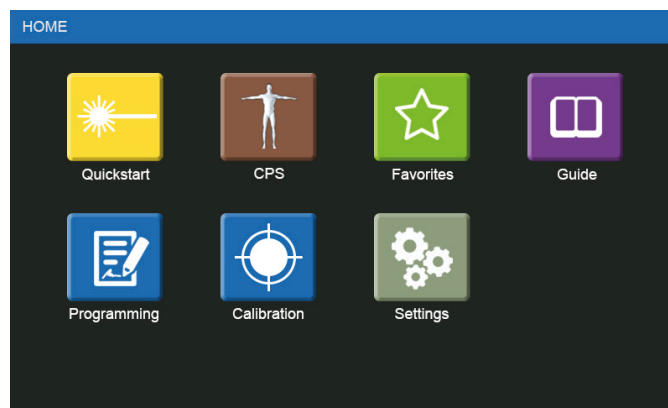 HOME
Quickstart
CPS
Favorites
Guide
Programming
Calibration
Settings